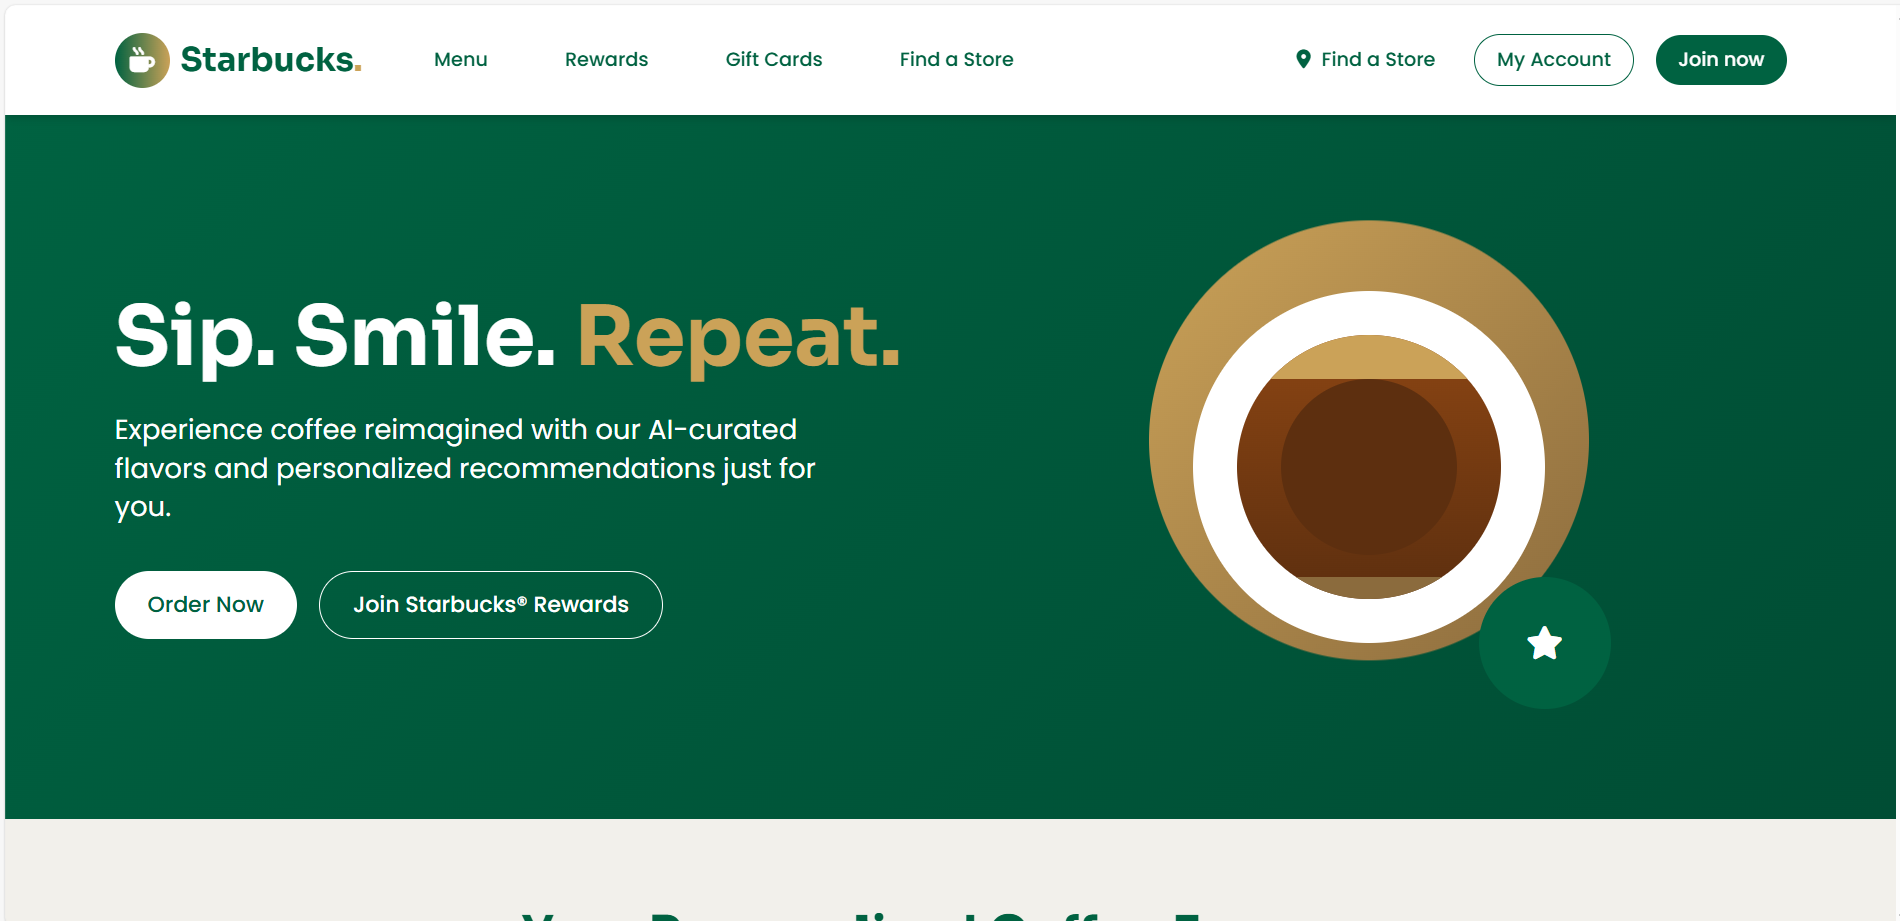 Starbucks.
Menu
Rewards
Gift Cards
Find a Store
Find a Store
My Account
Join now
Sip. Smile. Repeat.
Experience coffee reimagined with our AI-curated
flavors and personalized recommendations just for
you.
Order Now
Join Starbucks® Rewards